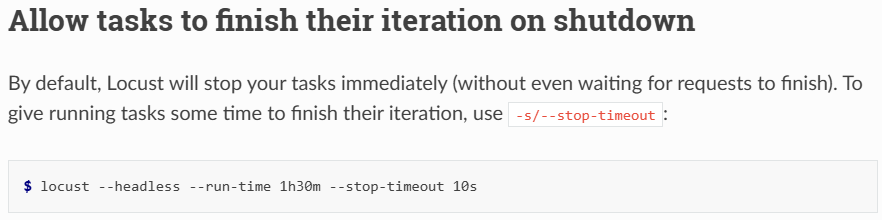 Allow tasks to finish their iteration on shutdown
By default, Locust will stop your tasks immediately (without even waiting for requests to finish). To
give running tasks some time to finish their iteration, use -s/--stop-timeout:
$ locust --headless --run-time 1h30m --stop-timeout 10s